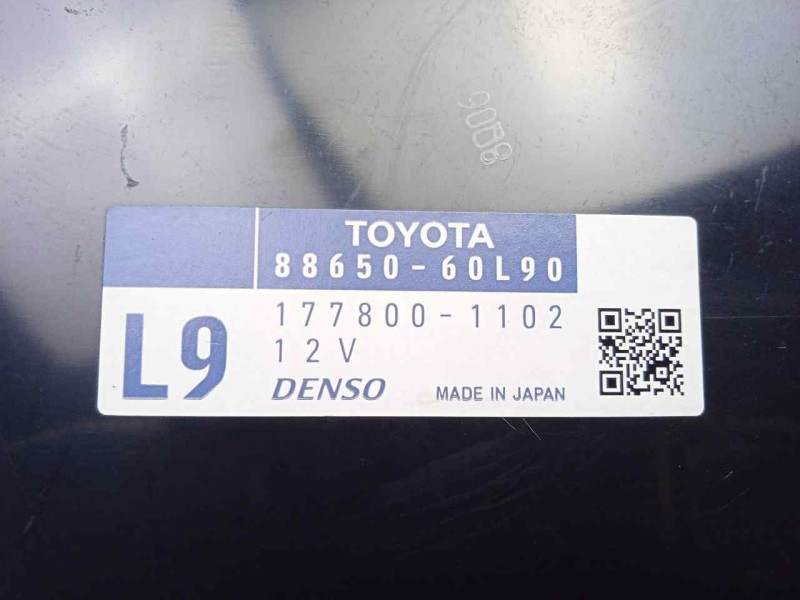 TOYOTA
88650-60L90
L9
177800-1102
12V
DENSO MADE IN JAPAN